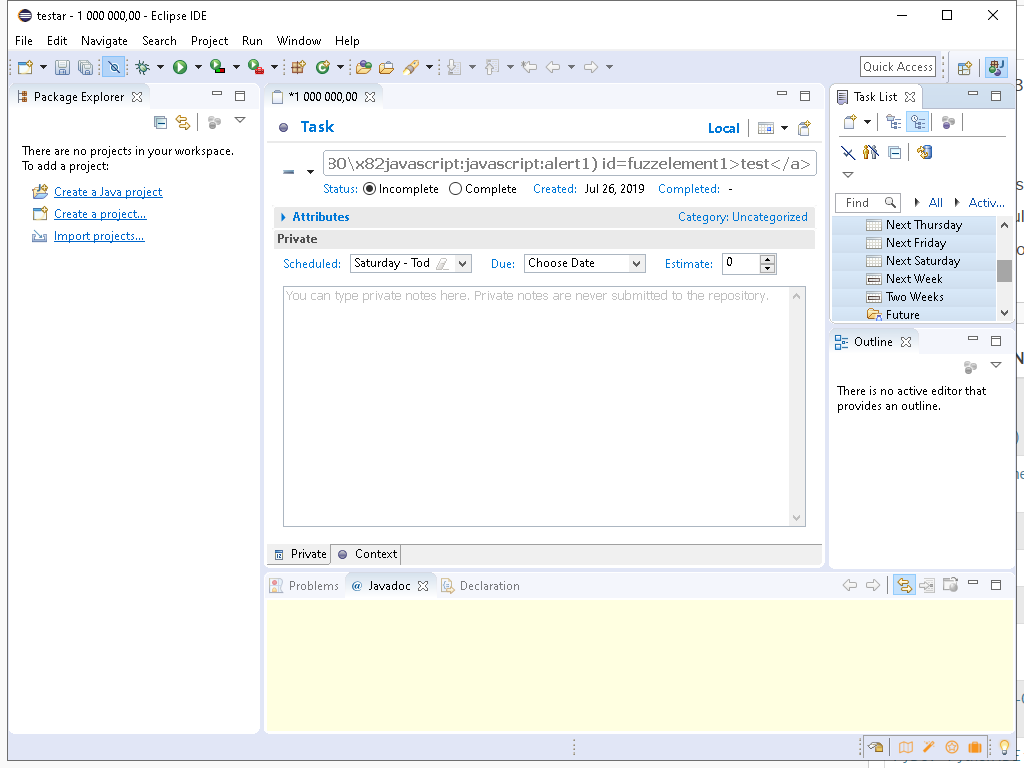 testar - 1 000 000,00 - Eclipse IDE
File Edit Navigate Search Project Run Window Help
Quick Access
Package Explorer
There are no projects in your workspace.
To add a project:
Create a Java project
Create a project...
Import projects...
*1 000 000,00
Task
Local
30\x82javascript:javascript:alert1) id=fuzzelement1>test</a>
Status: Incomplete Complete Created: Jul 26, 2019 Completed: -
Attributes Category: Uncategorized
Private
Scheduled: Saturday - Tod Due: Choose Date Estimate: 0
You can type private notes here. Private notes are never submitted to the repository.
Private Context
Task List
Find All Activ...
Next Thursday
Next Friday
Next Saturday
Next Week
Two Weeks
Future
Outline
There is no active editor that
provides an outline.
Problems @ Javadoc Declaration